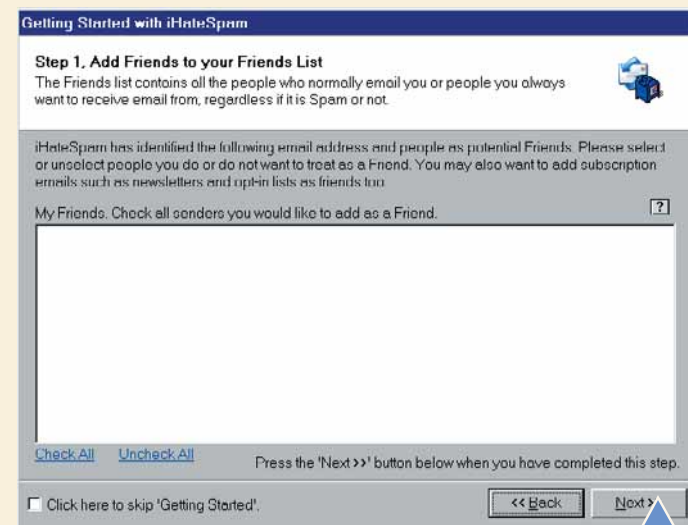 Getting Started with iHateSpam
Step 1, Add Friends to your Friends List
The Friends list contains all the people who normally email you or people you always
want to receive email from, regardless if it is Spam or not.
iHateSpam has identified the following email address and people as potential Friends. Please select
or unselect people you do or do not want to treat as a Friend. You may also want to add subscription
emails such as newsletters and opt-in lists as friends too.
My Friends. Check all senders you would like to add as a Friend.
?
Check All Uncheck All
Press the 'Next >>' button below when you have completed this step.
Click here to skip 'Getting Started'.
<< Back
Next >